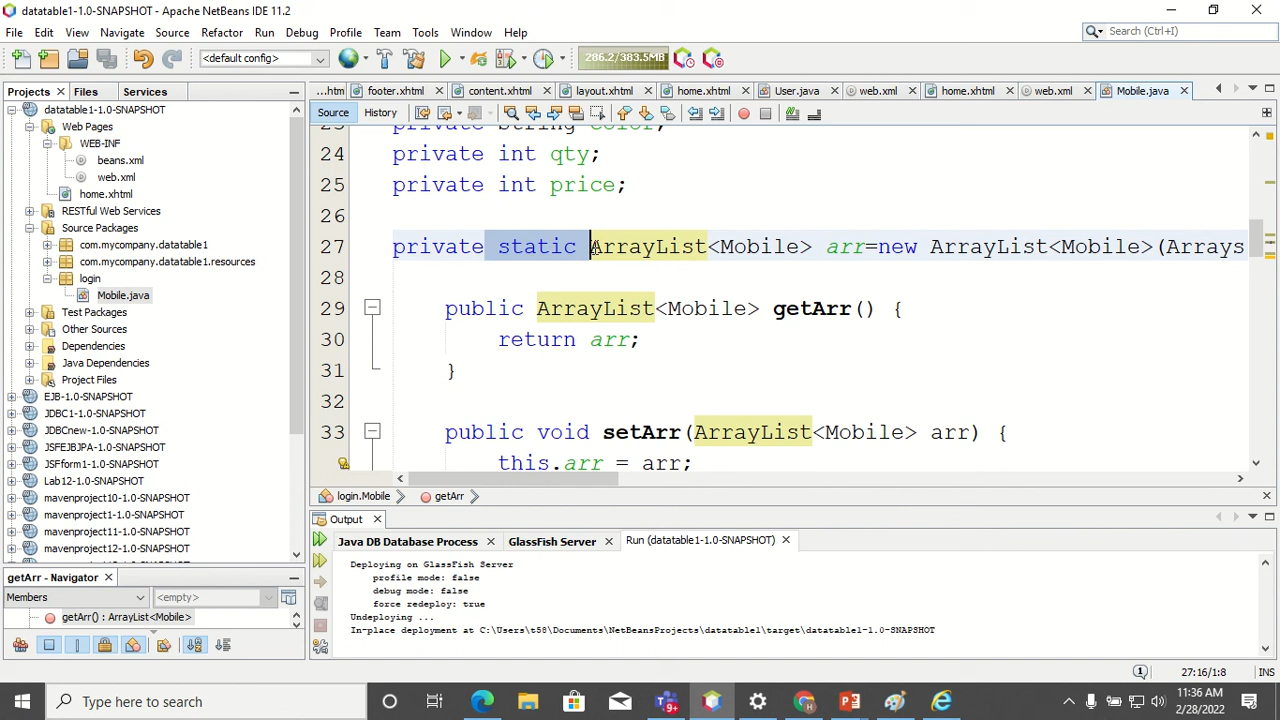 datatable1-1.0-SNAPSHOT - Apache NetBeans IDE 11.2
File Edit View Navigate Source Refactor Run Debug Profile Team Tools Window Help
Search (Ctrl+I)
<default config>
286.2/383.5MB
Projects Files Services
...htm footer.xhtml content.xhtml layout.xhtml home.xhtml User.java web.xml home.xhtml web.xml Mobile.java
Source History
datatable1-1.0-SNAPSHOT
Web Pages
WEB-INF
beans.xml
web.xml
home.xhtml
RESTful Web Services
Source Packages
com.mycompany.datatable1
com.mycompany.datatable1.resources
login
Mobile.java
Test Packages
Other Sources
Dependencies
Java Dependencies
Project Files
EJB-1.0-SNAPSHOT
JDBC1-1.0-SNAPSHOT
JDBCnew-1.0-SNAPSHOT
JSFEJBJPA-1.0-SNAPSHOT
JSFform1-1.0-SNAPSHOT
Lab12-1.0-SNAPSHOT
mavenproject10-1.0-SNAPSHOT
mavenproject1-1.0-SNAPSHOT
mavenproject11-1.0-SNAPSHOT
mavenproject12-1.0-SNAPSHOT
23 private String color;
24 private int qty;
25 private int price;
26
27 private static ArrayList<Mobile> arr=new ArrayList<Mobile>(Arrays
28
29 public ArrayList<Mobile> getArr() {
30 return arr;
31 }
32
33 public void setArr(ArrayList<Mobile> arr) {
this.arr = arr;
login.Mobile getArr
getArr - Navigator
Members <empty>
getArr() : ArrayList<Mobile>
Output
Java DB Database Process GlassFish Server Run (datatable1-1.0-SNAPSHOT)
Deploying on GlassFish Server
profile mode: false
debug mode: false
force redeploy: true
Undeploying ...
In-place deployment at C:\Users\t56\Documents\NetBeansProjects\datatable1\target\datatable1-1.0-SNAPSHOT
1 27:16/1:8 INS
Type here to search
9+
11:36 AM
2/28/2022